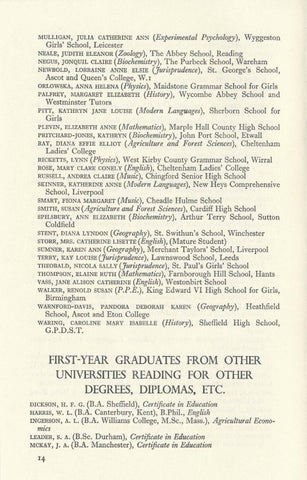 MULLIGAN, JULIA CATHERINE ANN (Experimental Psychology), Wyggeston
Girls' School, Leicester
NEALE, JUDITH ELEANOR (Zoology), The Abbey School, Reading
NEGUS, JONQUIL CLAIRE (Biochemistry), The Purbeck School, Wareham
NEWBOLD, LORRAINE ANNE ELSIE (Jurisprudence), St. George's School,
Ascot and Queen's College, W.1
ORLOWSKA, ANNA HELENA (Physics), Maidstone Grammar School for Girls
PALFREY, MARGARET ELIZABETH (History), Wycombe Abbey School and
Westminster Tutors
PITT, KATHRYN JANE LOUISE (Modern Languages), Sherborn School for
Girls
PLEVIN, ELIZABETH ANNE (Mathematics), Marple Hall County High School
PRITCHARD-JONES, KATHRYN (Biochemistry), John Port School, Etwall
RAY, DIANA EFFIE ELLIOT (Agriculture and Forest Sciences), Cheltenham
Ladies' College
RICKETTS, LYNN (Physics), West Kirby County Grammar School, Wirral
ROSE, MARY CLARE CONELY (English), Cheltenham Ladies' College
RUSSELL, ANDREA CLARE (Music), Chingford Senior High School
SKINNER, KATHERINE ANNE (Modern Languages), New Heys Comprehensive
School, Liverpool
SMART, FIONA MARGARET (Music), Cheadle Hulme School
SMITH, SUSAN (Agriculture and Forest Sciences), Cardiff High School
SPELSBURY, ANN ELIZABETH (Biochemistry), Arthur Terry School, Sutton
Coldfield
STENT, DIANA LYNDON (Geography), St. Swithun's School, Winchester
STORR, MRS. CATHERINE LISETTE (English), (Mature Student)
SUMNER, KAREN ANN (Geography), Merchant Taylors' School, Liverpool
TERRY, KAY LOUISE (Jurisprudence), Lawnswood School, Leeds
THEOBALD, NICOLA SALLY (Jurisprudence), St. Paul's Girls' School
THOMPSON, ELAINE RUTH (Mathematics), Farnborough Hill School, Hants
VASS, JANE ALISON CATHERINE (English), Westonbirt School
WALKER, RENOLD SUSAN (P.P.E.), King Edward VI High School for Girls,
Birmingham
WARNFORD-DAVIS, PANDORA DEBORAH KAREN (Geography), Heathfield
School, Ascot and Eton College
WARING, CAROLINE MARY ISABELLE (History), Sheffield High School,
G.P.D.S.T.
FIRST-YEAR GRADUATES FROM OTHER
UNIVERSITIES READING FOR OTHER
DEGREES, DIPLOMAS, ETC.
DICKSON, H. F. G. (B.A. Sheffield), Certificate in Education
HARRIS, W. L. (B.A. Canterbury, Kent), B.Phil., English
INGERSON, A. L. (B.A. Williams College, M.Sc., Mass.), Agricultural Econo-
mics
LEADER, S. A. (B.Sc. Durham), Certificate in Education
MCKAY, J. A. (B.A. Manchester), Certificate in Education
14